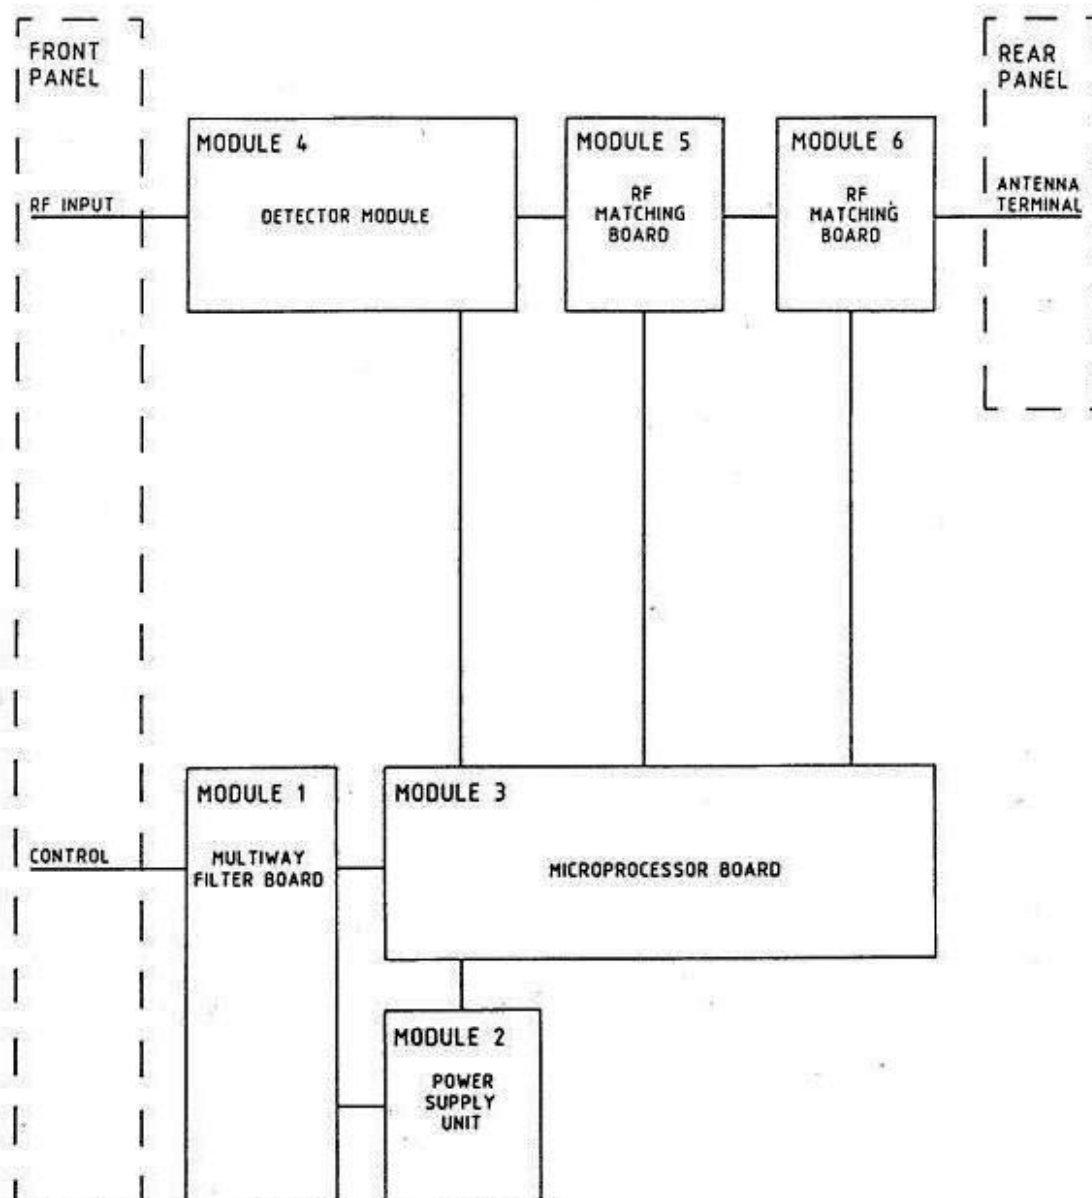 FRONT
PANEL
REAR
PANEL
MODULE 4
DETECTOR MODULE
MODULE 5
RF
MATCHING
BOARD
MODULE 6
RF
MATCHING
BOARD
RF INPUT
ANTENNA
TERMINAL
MODULE 1
MULTIWAY
FILTER BOARD
MODULE 3
MICROPROCESSOR BOARD
CONTROL
MODULE 2
POWER
SUPPLY
UNIT